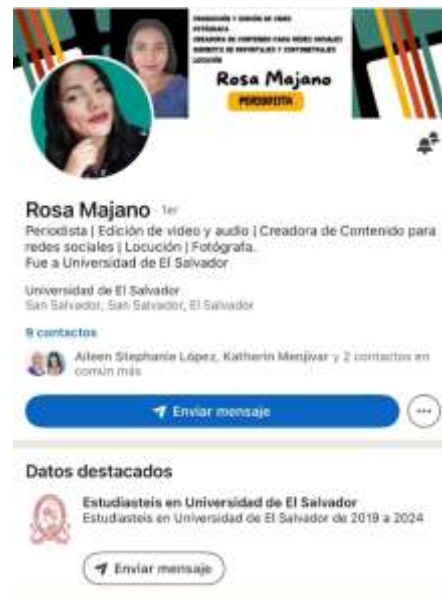 PRODUCCIÓN Y EDICIÓN DE VIDEO
FOTÓGRAFA
CREADORA DE CONTENIDO PARA REDES SOCIALES
LOCUCIÓN
Rosa Majano
PERIODISTA
Rosa Majano · 1er
Periodista | Edición de video y audio | Creadora de Contenido para
redes sociales | Locución | Fotógrafa.
Fue a Universidad de El Salvador
Universidad de El Salvador
San Salvador, San Salvador, El Salvador
9 contactos
Aileen Stephanie López, Katherin Menjívar y 2 contactos en
común más
Enviar mensaje
Datos destacados
Estudiasteis en Universidad de El Salvador
Estudiasteis en Universidad de El Salvador de 2019 a 2024
Enviar mensaje